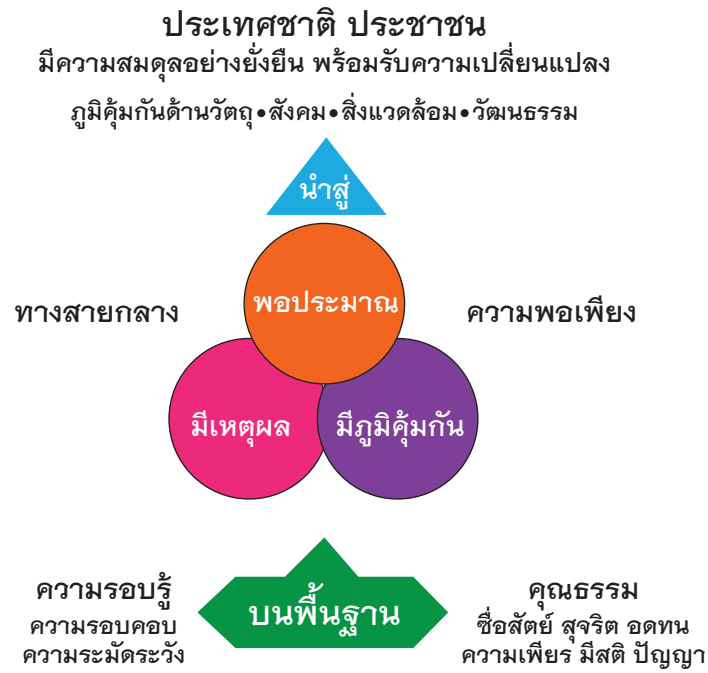 ประเทศชาติ ประชาชน
มีความสมดุลอย่างยั่งยืน พร้อมรับความเปลี่ยนแปลง
ภูมิคุ้มกันด้านวัตถุ•สังคม•สิ่งแวดล้อม•วัฒนธรรม
นำสู่
พอประมาณ
ทางสายกลาง
ความพอเพียง
มีเหตุผล
มีภูมิคุ้มกัน
บนพื้นฐาน
ความรอบรู้
ความรอบคอบ
ความระมัดระวัง
คุณธรรม
ซื่อสัตย์ สุจริต อดทน
ความเพียร มีสติ ปัญญา